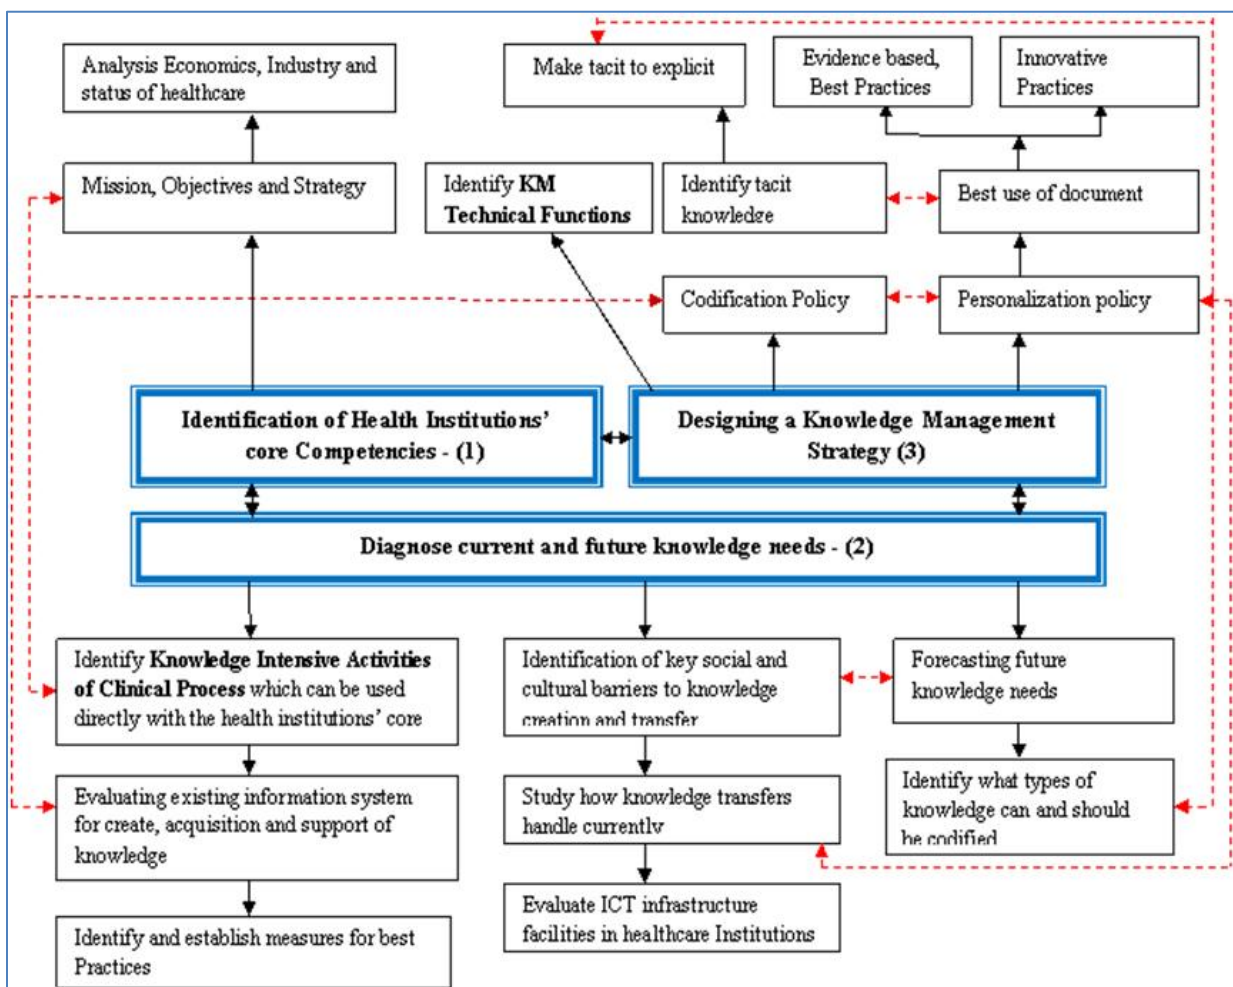 Analysis Economics, Industry and
status of healthcare
Make tacit to explicit
Evidence based,
Best Practices
Innovative
Practices
Mission, Objectives and Strategy
Identify KM
Technical Functions
Identify tacit
knowledge
Best use of document
Codification Policy
Personalization policy
Identification of Health Institutions’
core Competencies - (1)
Designing a Knowledge Management
Strategy (3)
Diagnose current and future knowledge needs - (2)
Identify Knowledge Intensive Activities
of Clinical Process which can be used
directly with the health institutions’ core
Identification of key social and
cultural barriers to knowledge
creation and transfer
Forecasting future
knowledge needs
Evaluating existing information system
for create, acquisition and support of
knowledge
Study how knowledge transfers
handle currently
Identify what types of
knowledge can and should
be codified
Identify and establish measures for best
Practices
Evaluate ICT infrastructure
facilities in healthcare Institutions